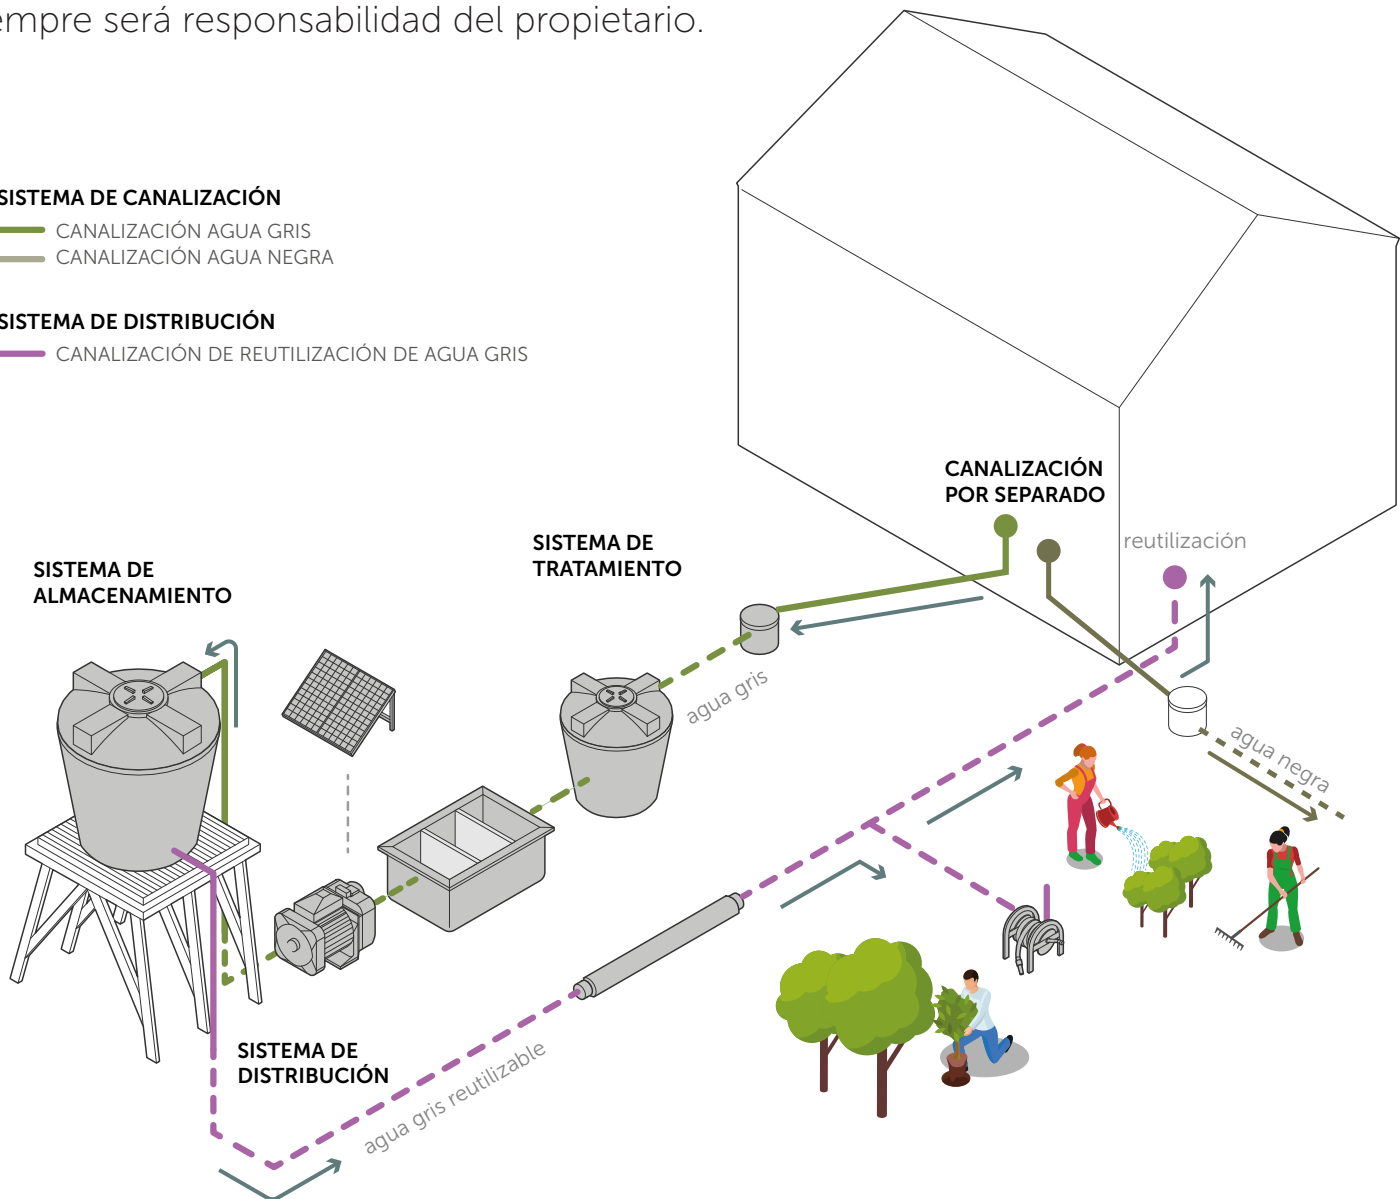 empre será responsabilidad del propietario.
SISTEMA DE CANALIZACIÓN
CANALIZACIÓN AGUA GRIS
CANALIZACIÓN AGUA NEGRA
SISTEMA DE DISTRIBUCIÓN
CANALIZACIÓN DE REUTILIZACIÓN DE AGUA GRIS
CANALIZACIÓN
POR SEPARADO
reutilización
SISTEMA DE
TRATAMIENTO
SISTEMA DE
ALMACENAMIENTO
agua gris
agua negra
SISTEMA DE
DISTRIBUCIÓN
agua gris reutilizable